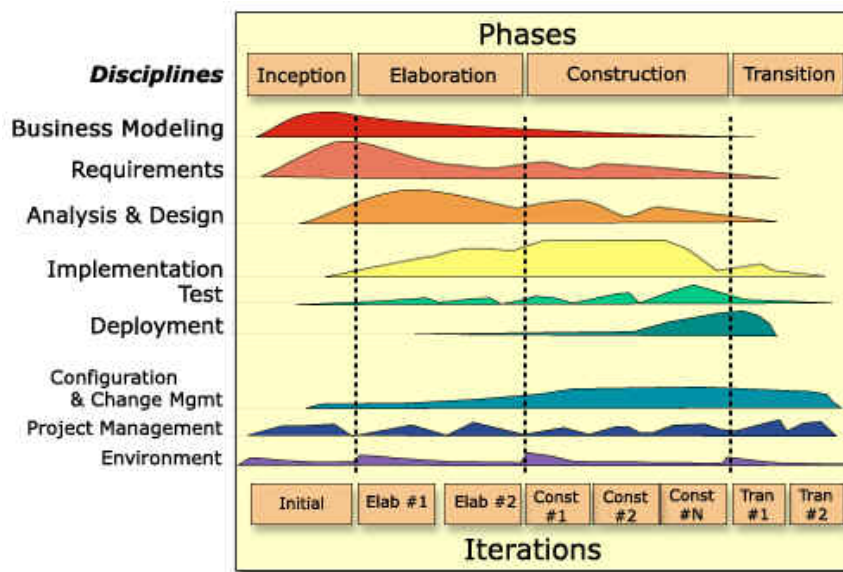 Phases
Disciplines
Inception
Elaboration
Construction
Transition
Business Modeling
Requirements
Analysis & Design
Implementation
Test
Deployment
Configuration
& Change Mgmt
Project Management
Environment
Initial
Elab #1
Elab #2
Const
#1
Const
#2
Const
#N
Tran
#1
Tran
#2
Iterations